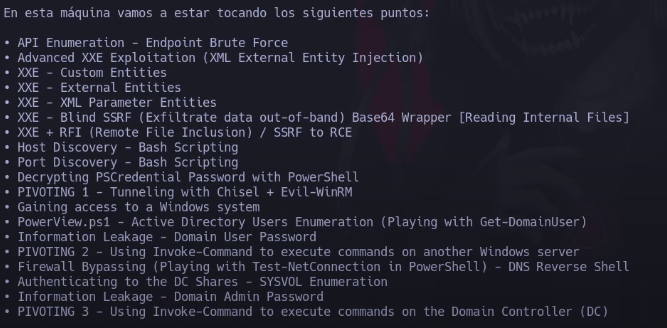 En esta máquina vamos a estar tocando los siguientes puntos:
• API Enumeration - Endpoint Brute Force
• Advanced XXE Exploitation (XML External Entity Injection)
• XXE - Custom Entities
• XXE - External Entities
• XXE - XML Parameter Entities
• XXE - Blind SSRF (Exfiltrate data out-of-band) Base64 Wrapper [Reading Internal Files]
• XXE + RFI (Remote File Inclusion) / SSRF to RCE
• Host Discovery - Bash Scripting
• Port Discovery - Bash Scripting
• Decrypting PSCredential Password with PowerShell
• PIVOTING 1 - Tunneling with Chisel + Evil-WinRM
• Gaining access to a Windows system
• PowerView.ps1 - Active Directory Users Enumeration (Playing with Get-DomainUser)
• Information Leakage - Domain User Password
• PIVOTING 2 - Using Invoke-Command to execute commands on another Windows server
• Firewall Bypassing (Playing with Test-NetConnection in PowerShell) - DNS Reverse Shell
• Authenticating to the DC Shares - SYSVOL Enumeration
• Information Leakage - Domain Admin Password
• PIVOTING 3 - Using Invoke-Command to execute commands on the Domain Controller (DC)